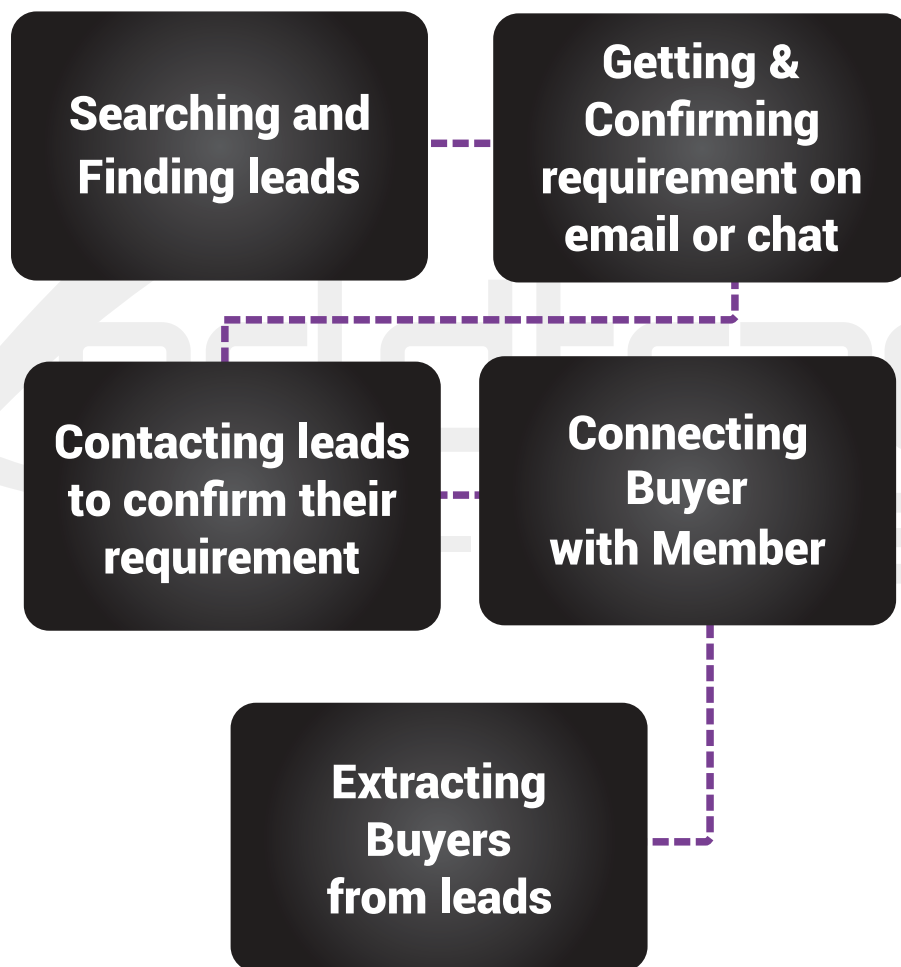 Searching and
Finding leads
Getting &
Confirming
requirement on
email or chat
Contacting leads
to confirm their
requirement
Connecting
Buyer
with Member
Extracting
Buyers
from leads